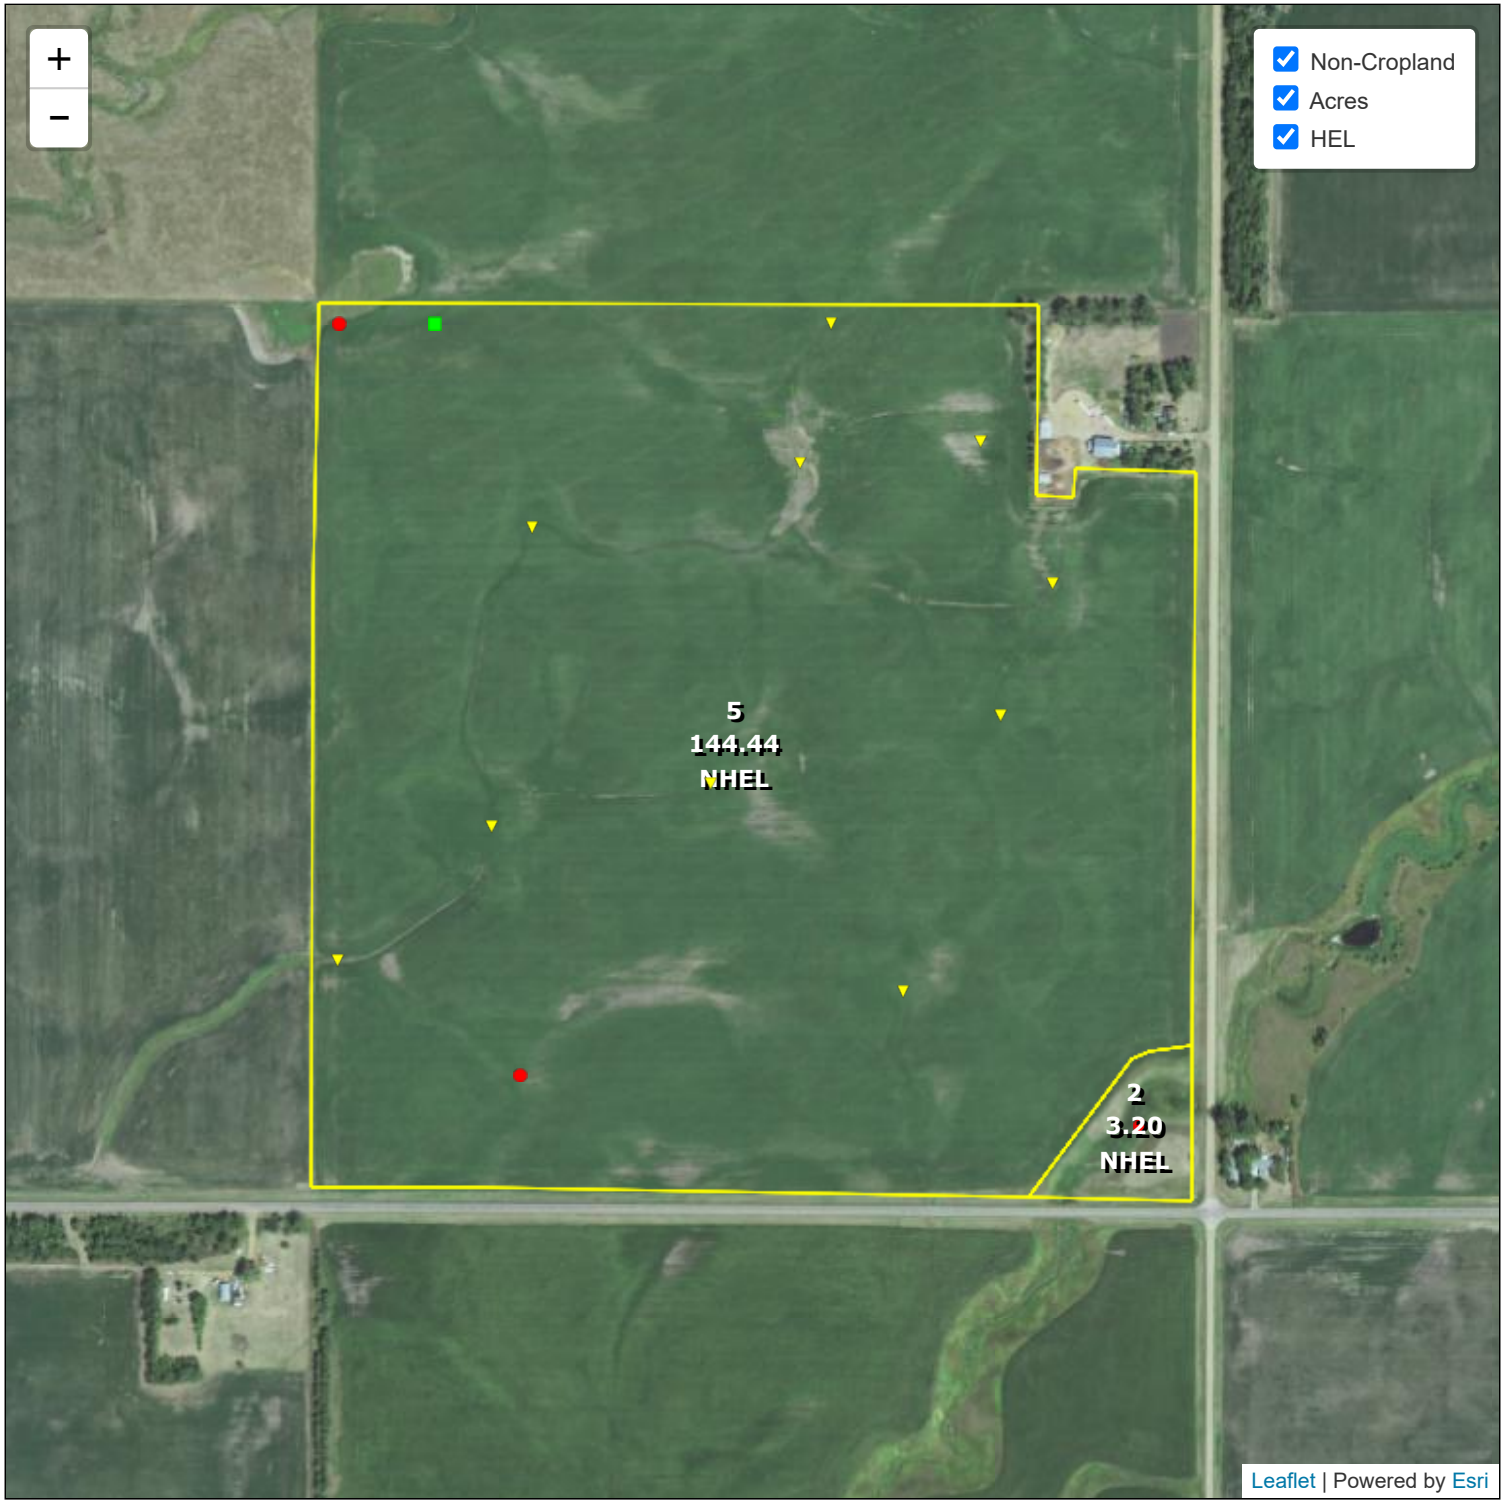 +
−
Non-Cropland
Acres
HEL
5
144.44
NHEL
2
3.20
NHEL
Leaflet | Powered by Esri